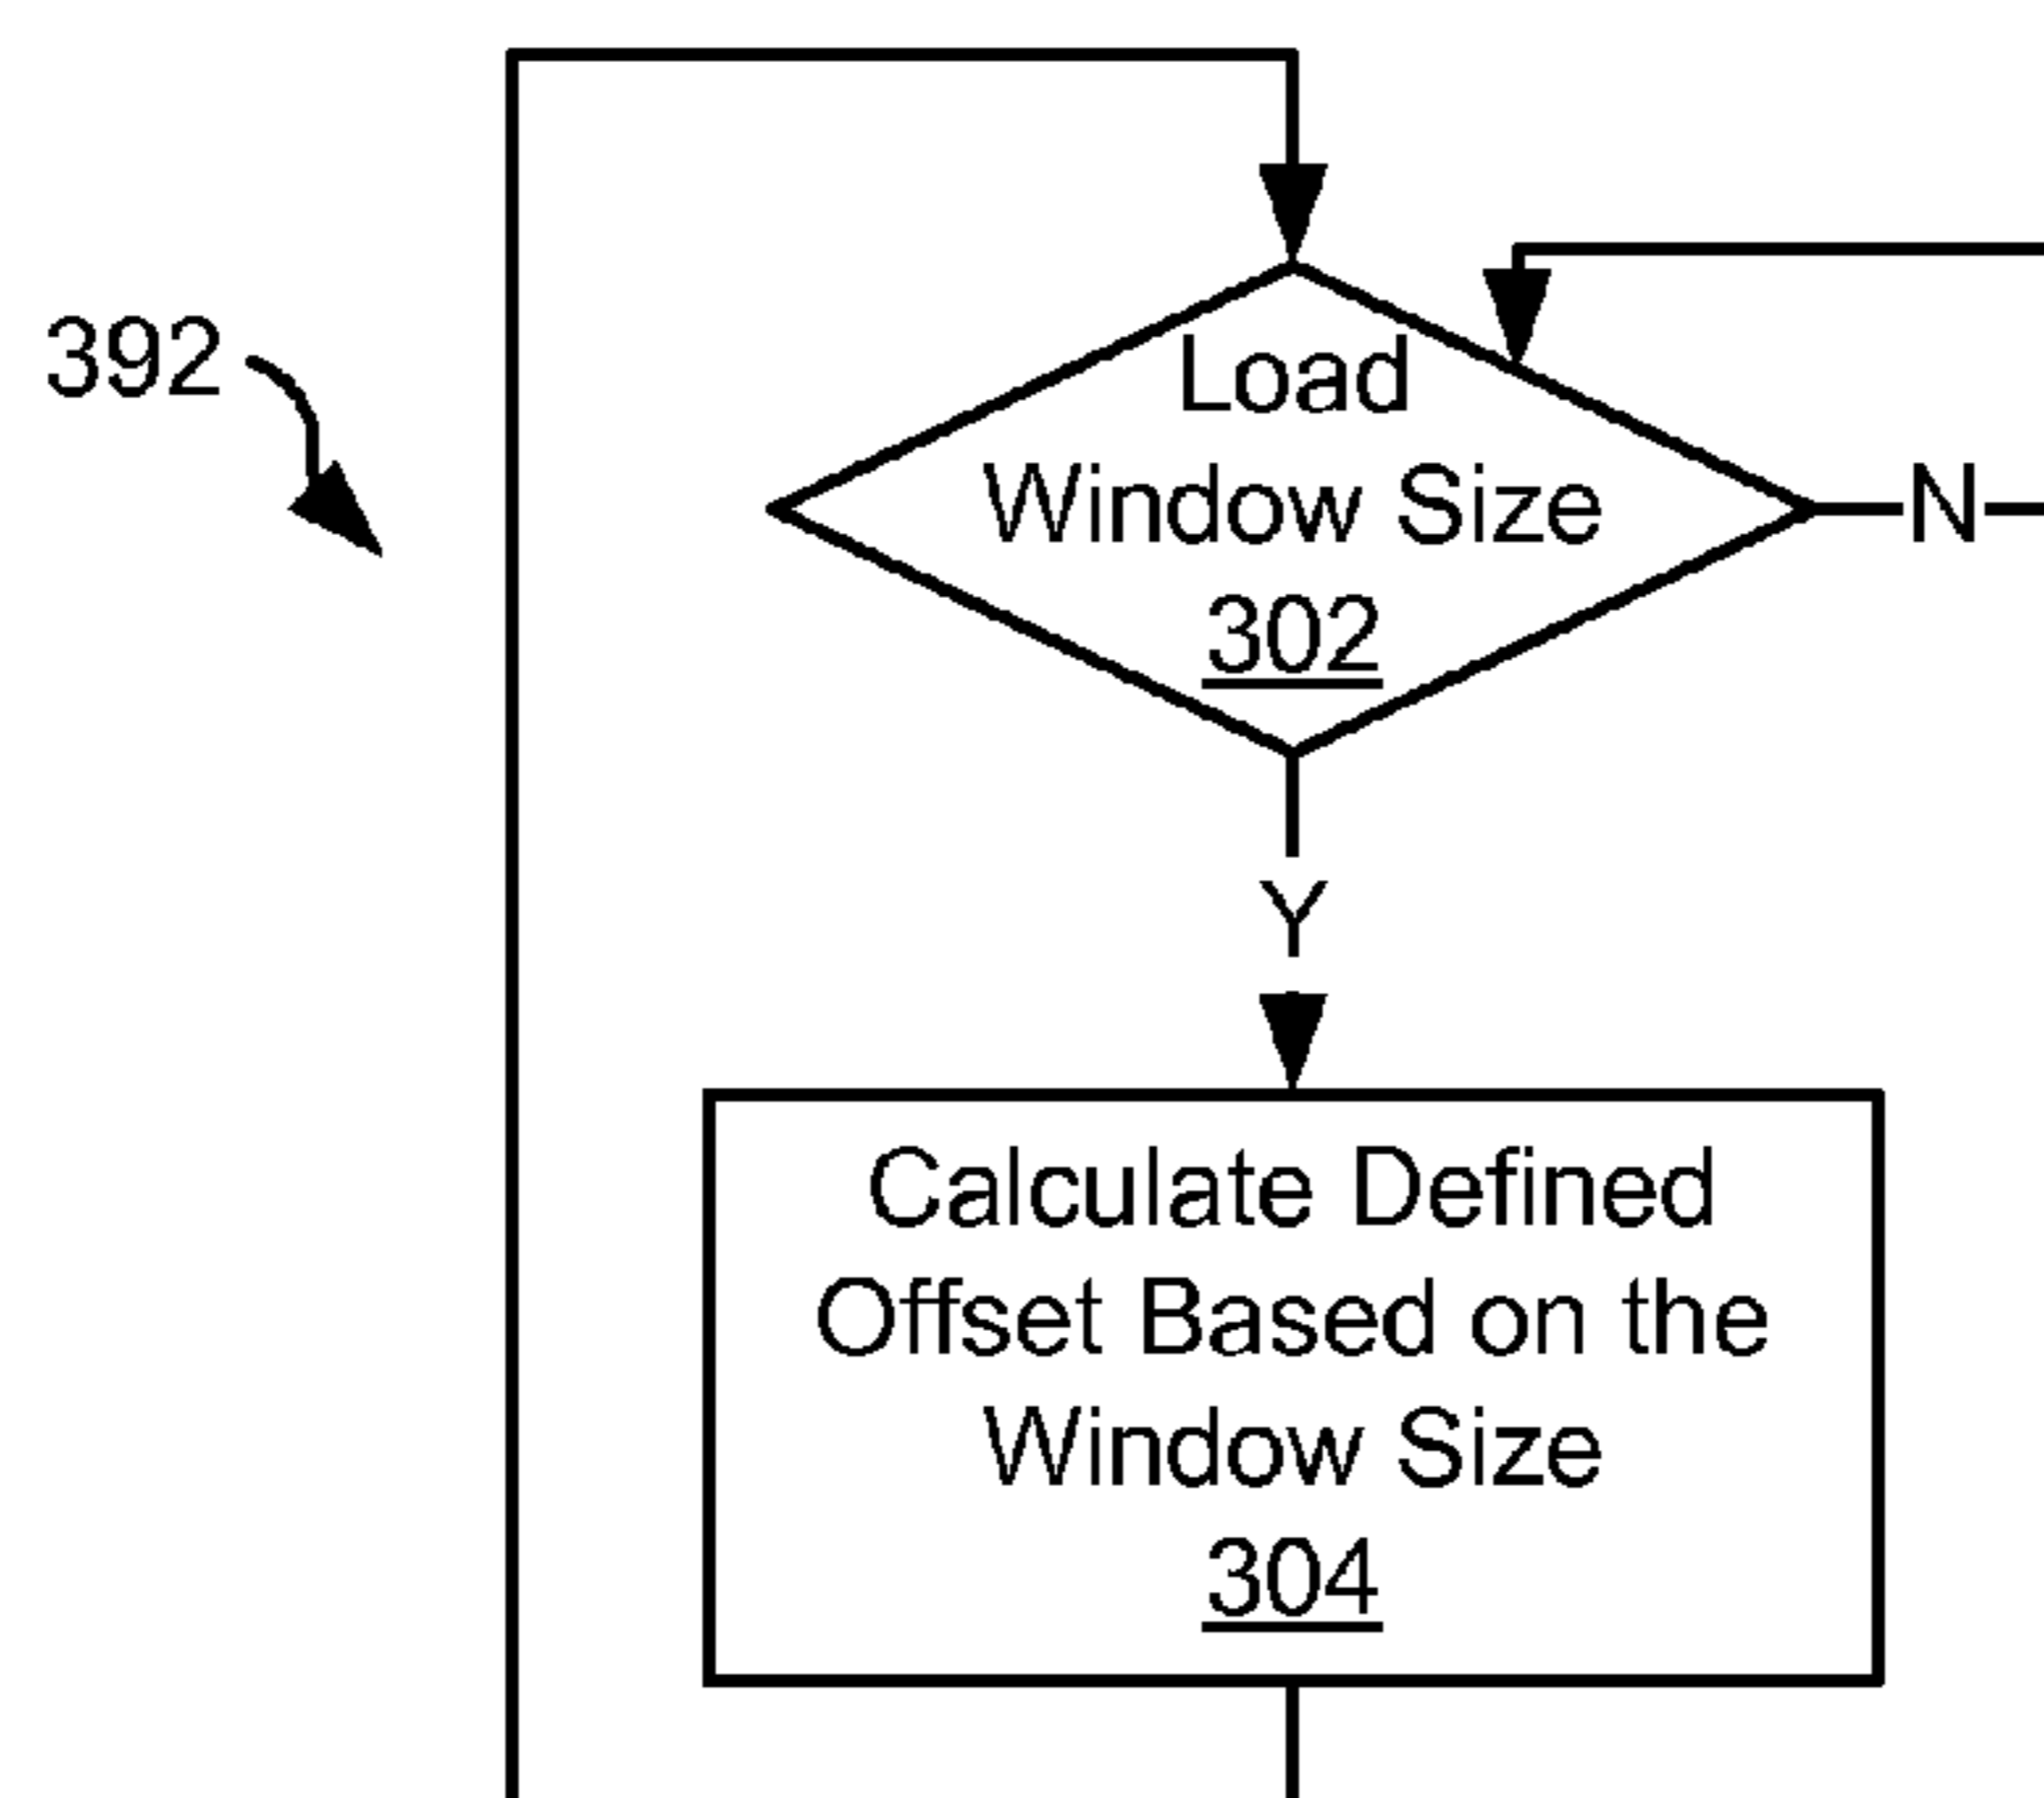 392
Load
Window Size
302
N
Y
Calculate Defined
Offset Based on the
Window Size
304